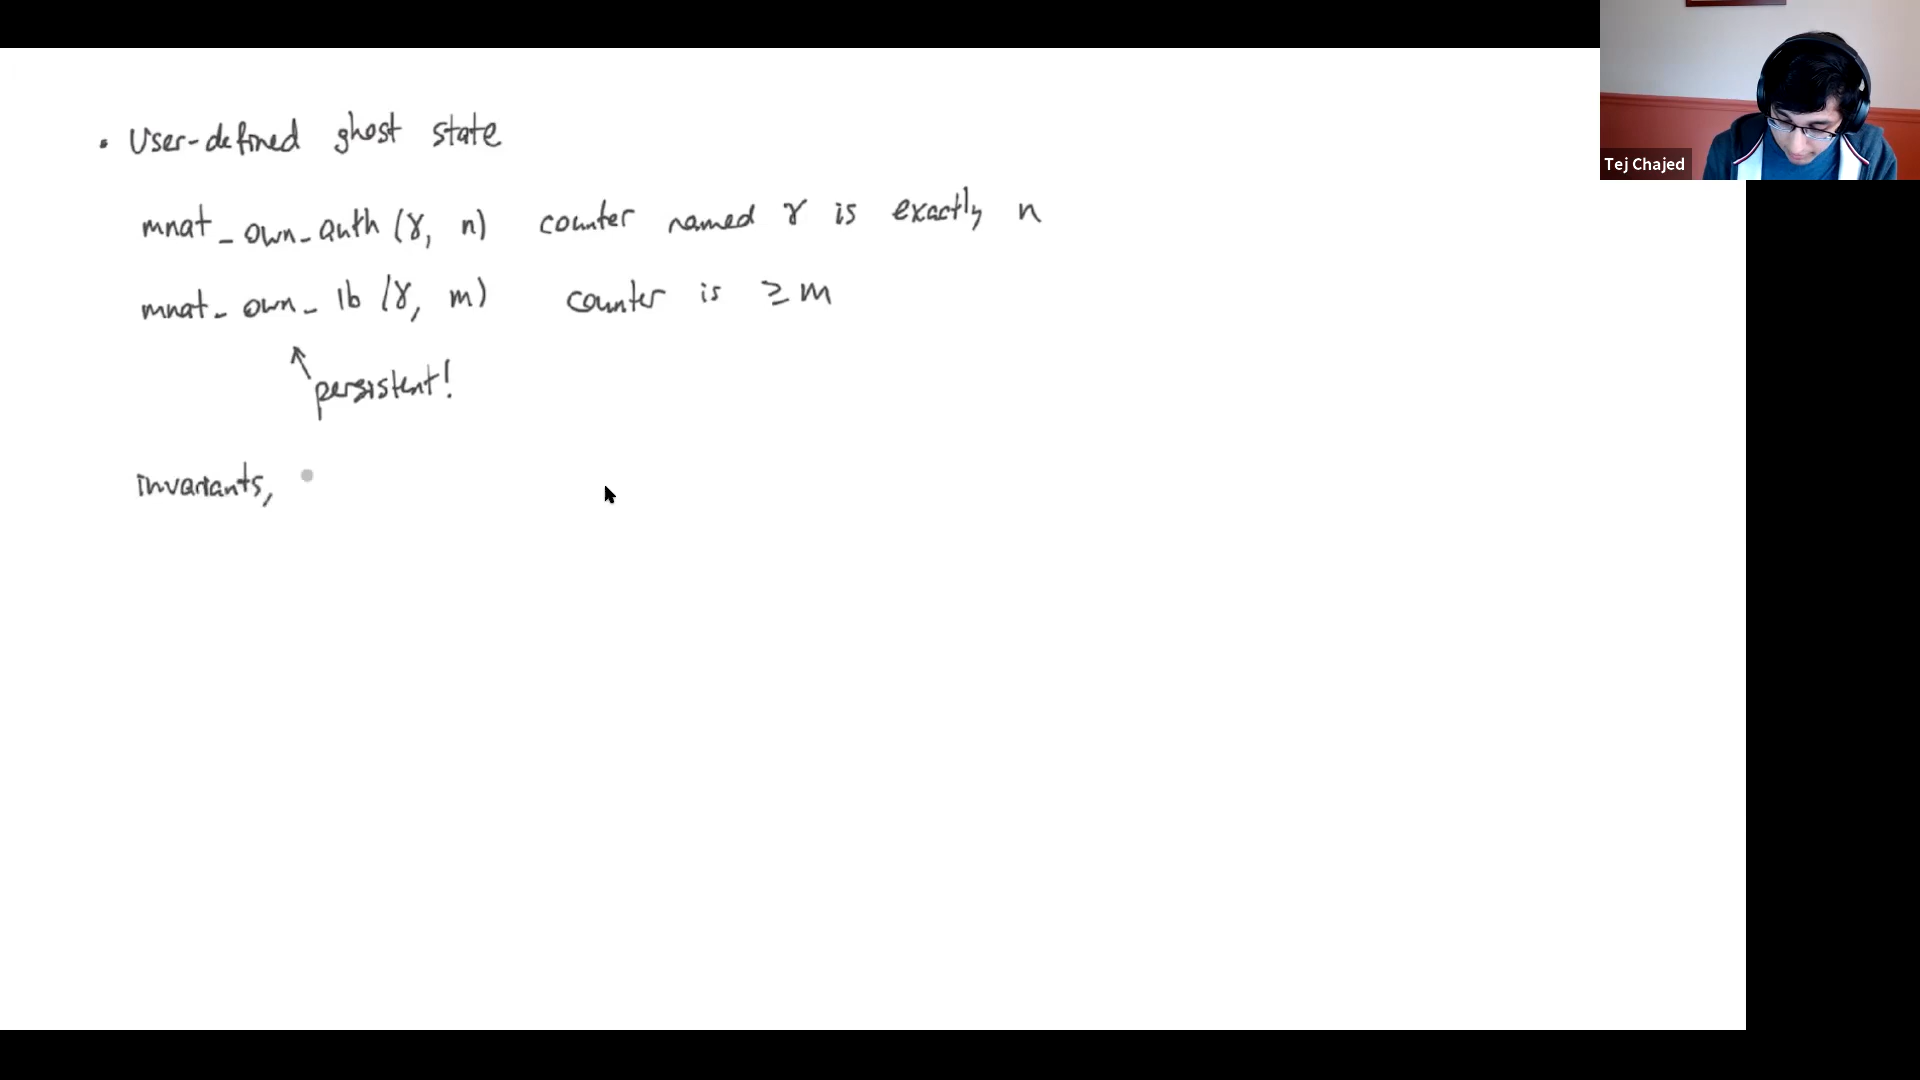 • User-defined ghost state
mnat_own_auth (γ, n) counter named γ is exactly n
mnat_own_lb (γ, m) counter is ≥ m
persistent!
invariants,
Tej Chajed